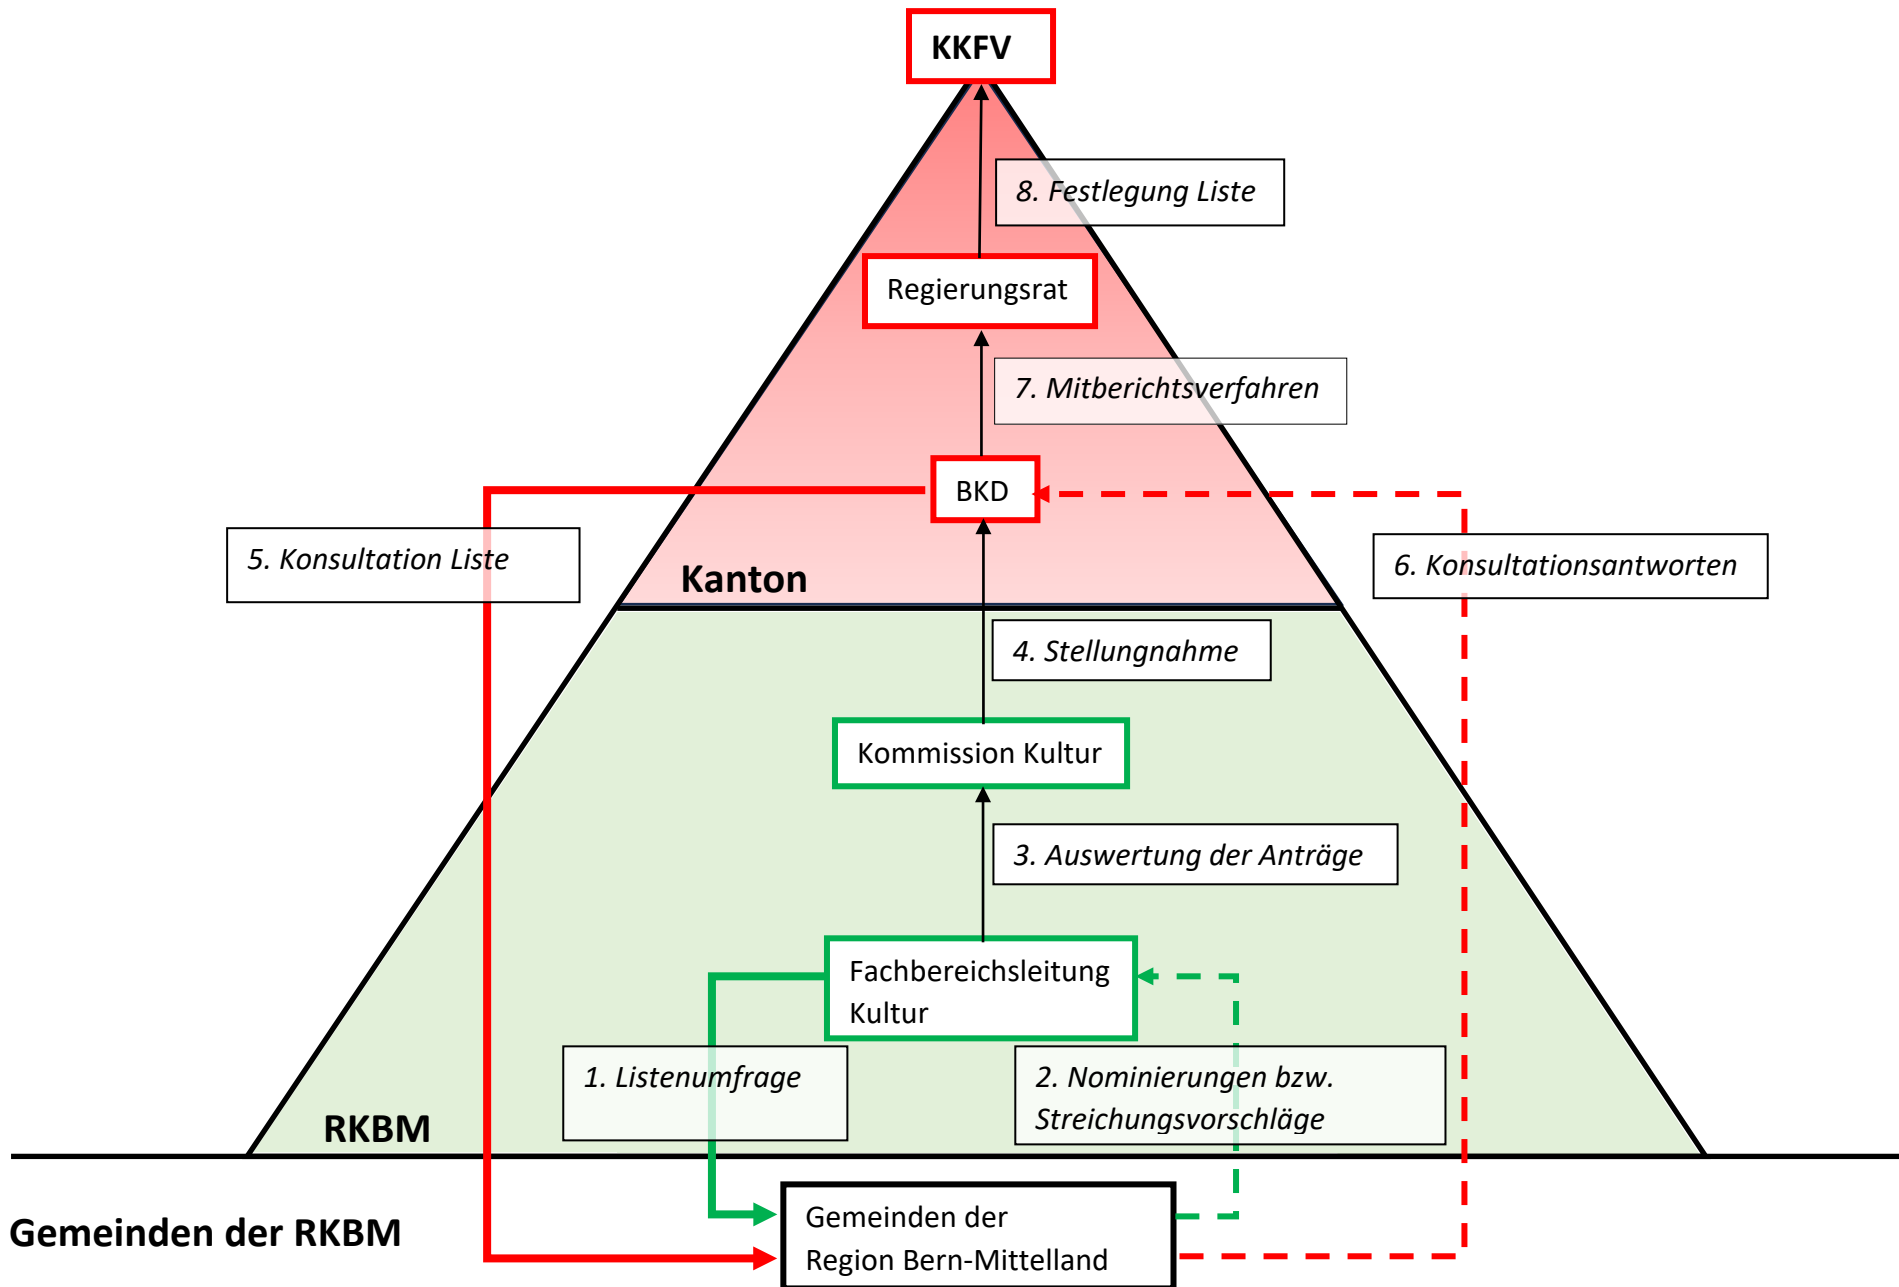 KKFV
8. Festlegung Liste
Regierungsrat
7. Mitberichtsverfahren
BKD
5. Konsultation Liste
6. Konsultationsantworten
Kanton
4. Stellungnahme
Kommission Kultur
3. Auswertung der Anträge
Fachbereichsleitung
Kultur
1. Listenumfrage
2. Nominierungen bzw.
Streichungsvorschläge
RKBM
Gemeinden der RKBM
Gemeinden der
Region Bern-Mittelland